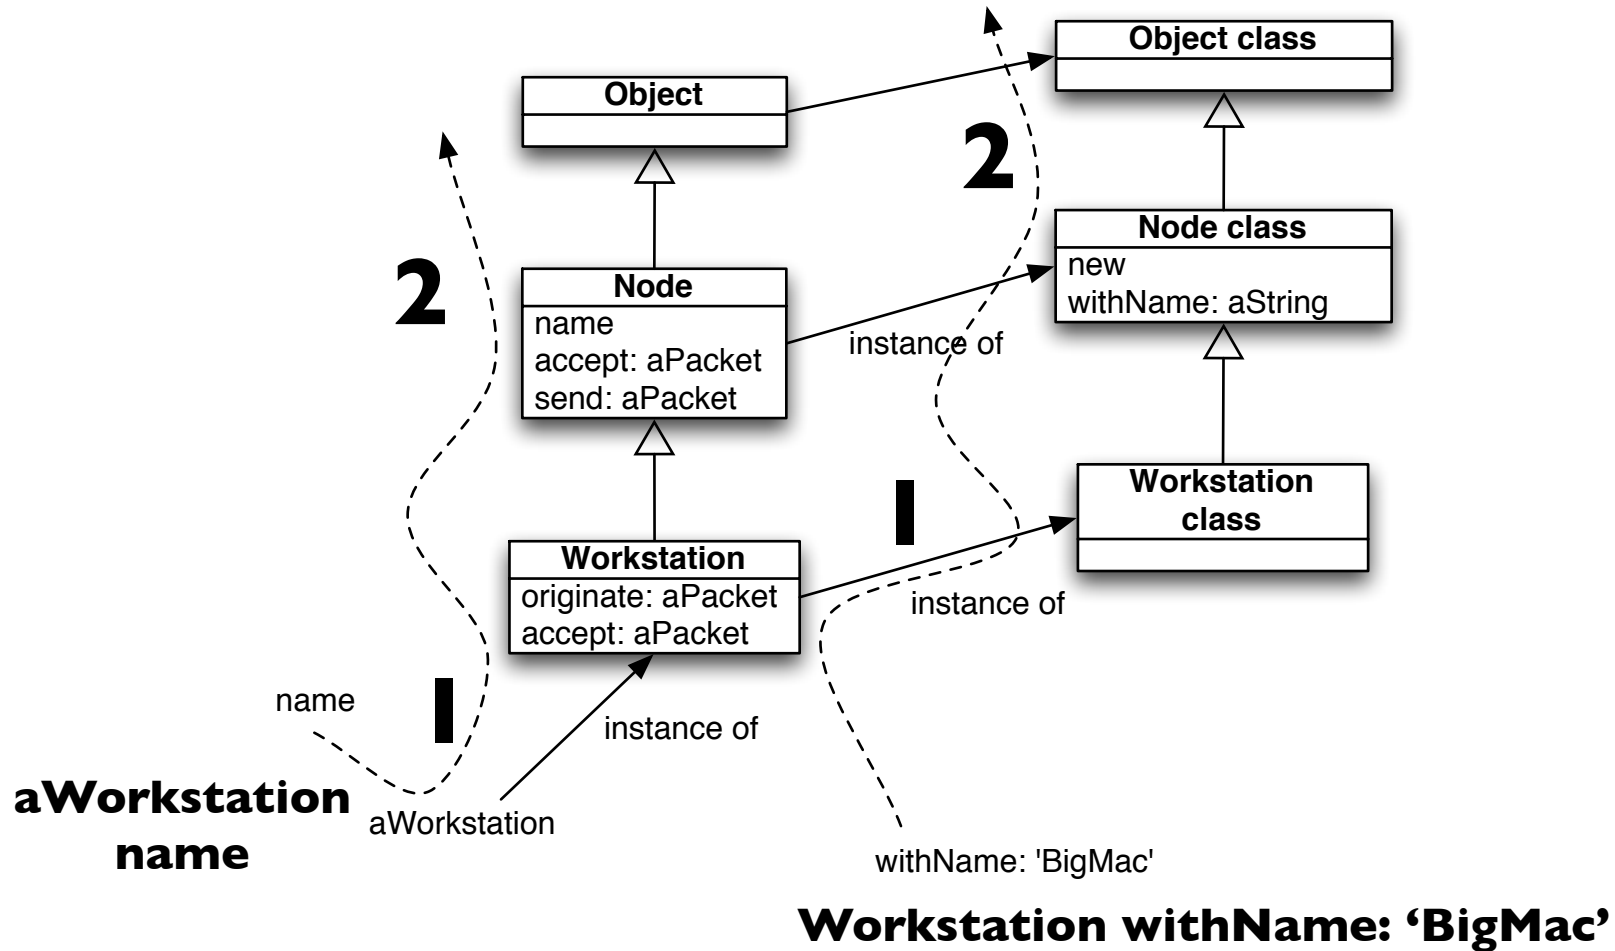 Object class
Object
2
Node class
new
withName: aString
2
Node
name
accept: aPacket
send: aPacket
instance of
Workstation
class
1
Workstation
originate: aPacket
accept: aPacket
instance of
name
1
instance of
aWorkstation
name
aWorkstation
withName: 'BigMac'
Workstation withName: ‘BigMac’